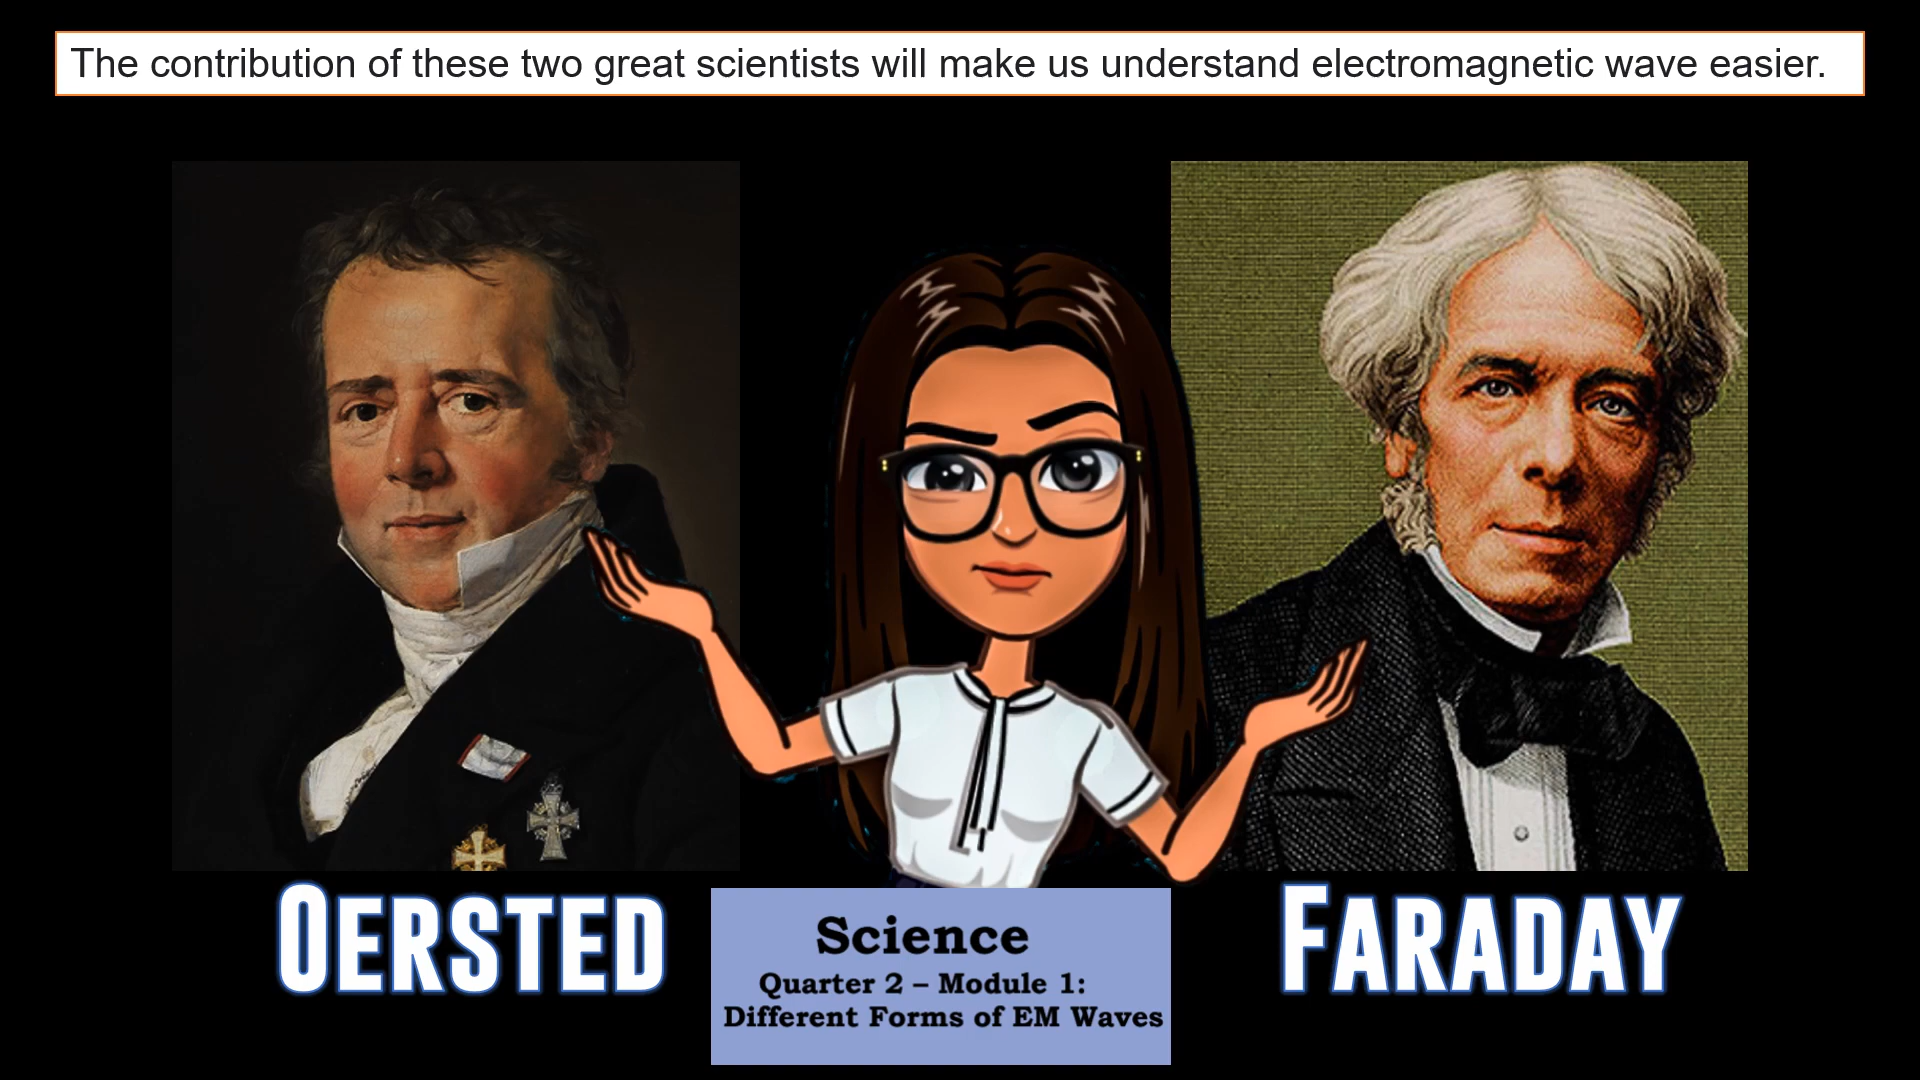 The contribution of these two great scientists will make us understand electromagnetic wave easier.
OERSTED
FARADAY
Science
Quarter 2 – Module 1:
Different Forms of EM Waves